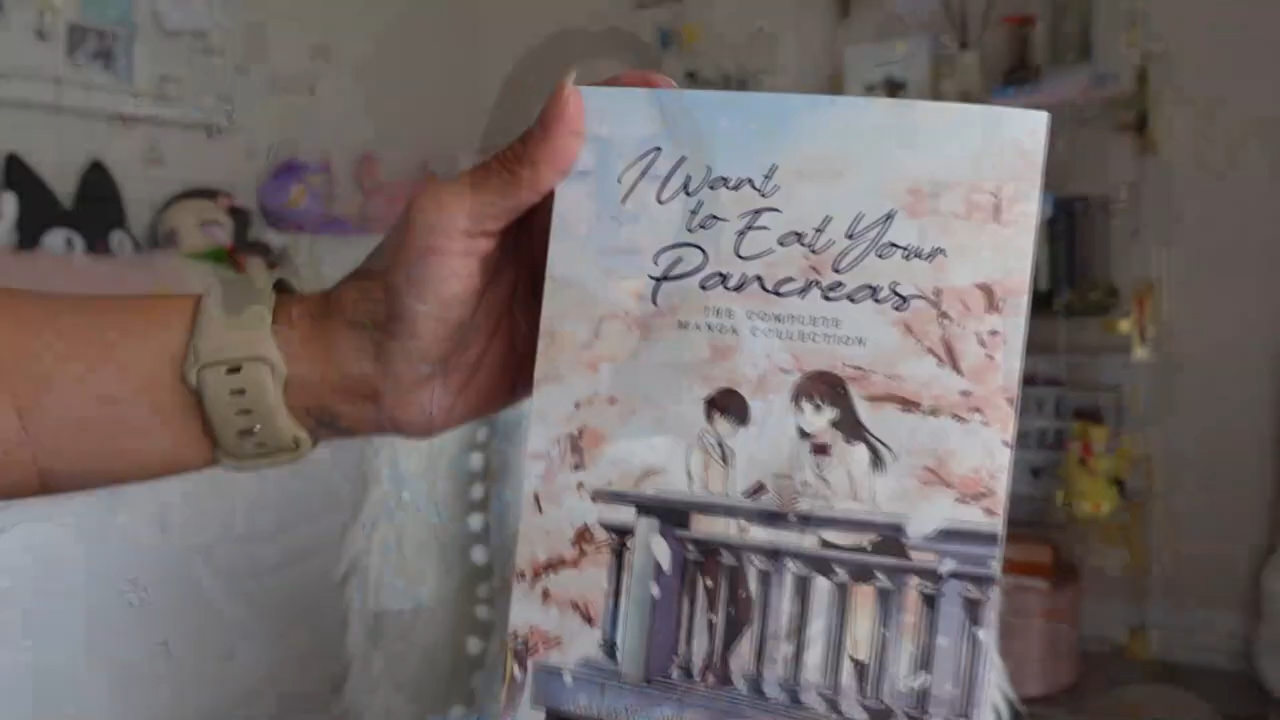 I Want
to Eat Your
Pancreas
THE COMPLETE
MANGA COLLECTION